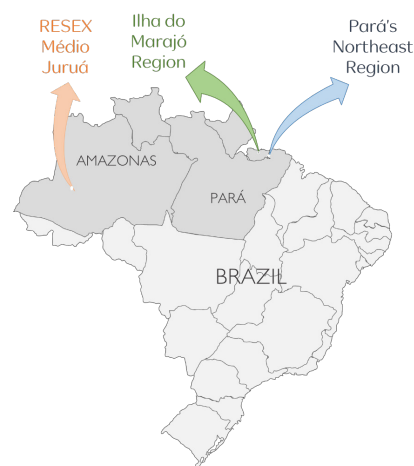 RESEX
Médio
Juruá
Ilha do
Marajó
Region
Pará's
Northeast
Region
AMAZONAS
PARÁ
BRAZIL